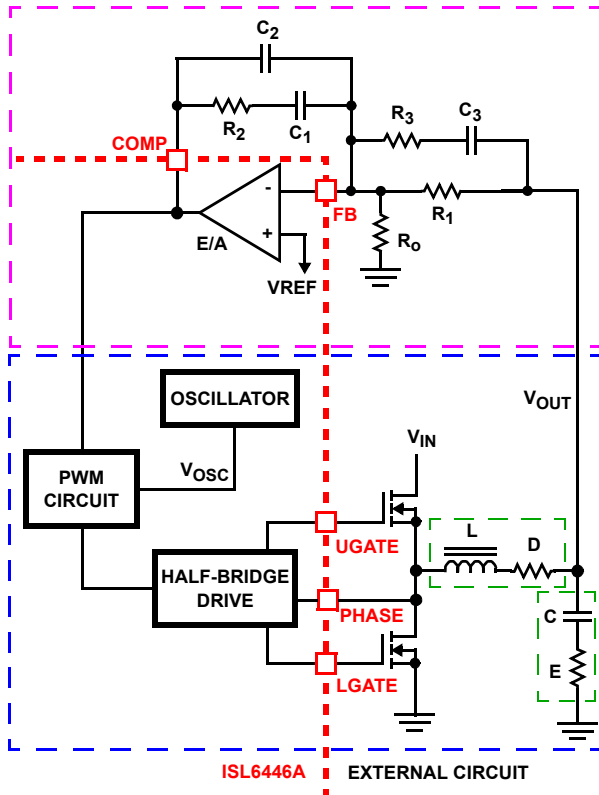 C2
R2
C1
R3
C3
COMP
-
FB
R1
E/A
+
Ro
VREF
OSCILLATOR
VOUT
VIN
PWM
CIRCUIT
VOSC
UGATE
L
D
HALF-BRIDGE
DRIVE
PHASE
C
E
LGATE
ISL6446A
EXTERNAL CIRCUIT